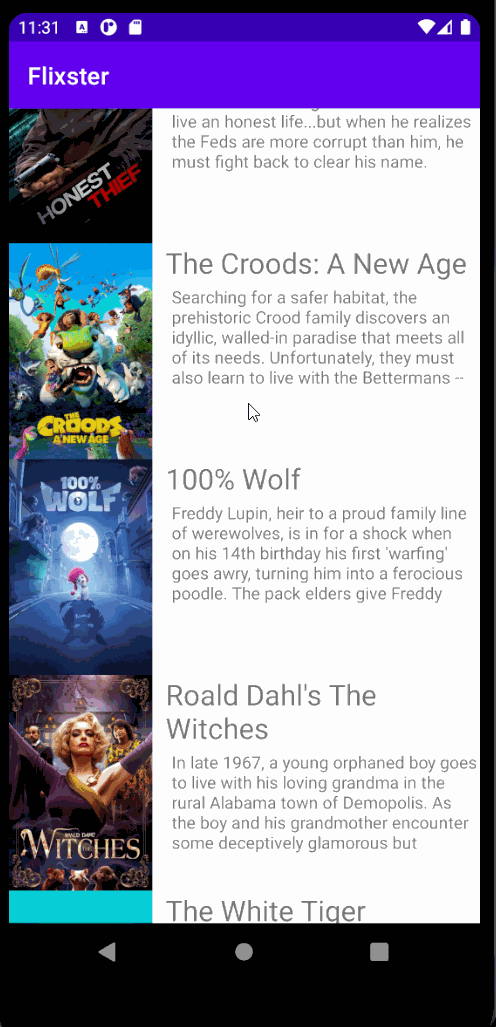 11:31
Flixster
live an honest life...but when he realizes
the Feds are more corrupt than him, he
must fight back to clear his name.
HONEST
THIEF
The Croods: A New Age
Searching for a safer habitat, the
prehistoric Crood family discovers an
idyllic, walled-in paradise that meets all
of its needs. Unfortunately, they must
also learn to live with the Bettermans --
THE
CROODS
A NEW AGE
100%
WOLF
100% Wolf
Freddy Lupin, heir to a proud family line
of werewolves, is in for a shock when
on his 14th birthday his first 'warfing'
goes awry, turning him into a ferocious
poodle. The pack elders give Freddy
Roald Dahl's The
Witches
In late 1967, a young orphaned boy goes
to live with his loving grandma in the
rural Alabama town of Demopolis. As
the boy and his grandmother encounter
some deceptively glamorous but
ROALD DAHL'S
THE
WITCHES
The White Tiger